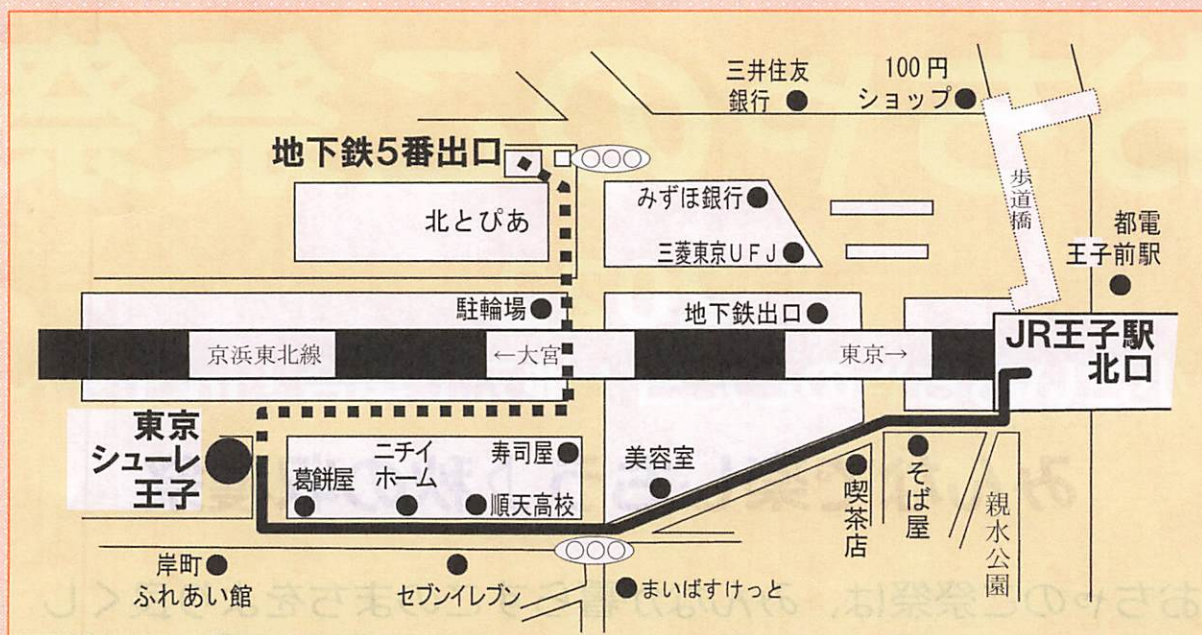 三井住友
銀行
100円
ショップ
地下鉄5番出口
歩道橋
みずほ銀行
北とぴあ
都電
王子前駅
三菱東京UFJ
駐輪場
地下鉄出口
JR王子駅
北口
京浜東北線
←大宮
東京→
東京
シューレ
王子
葛餅屋
ニチイ
ホーム
寿司屋
順天高校
美容室
喫茶店
そば屋
親水公園
岸町
ふれあい館
セブンイレブン
まいばすけっと